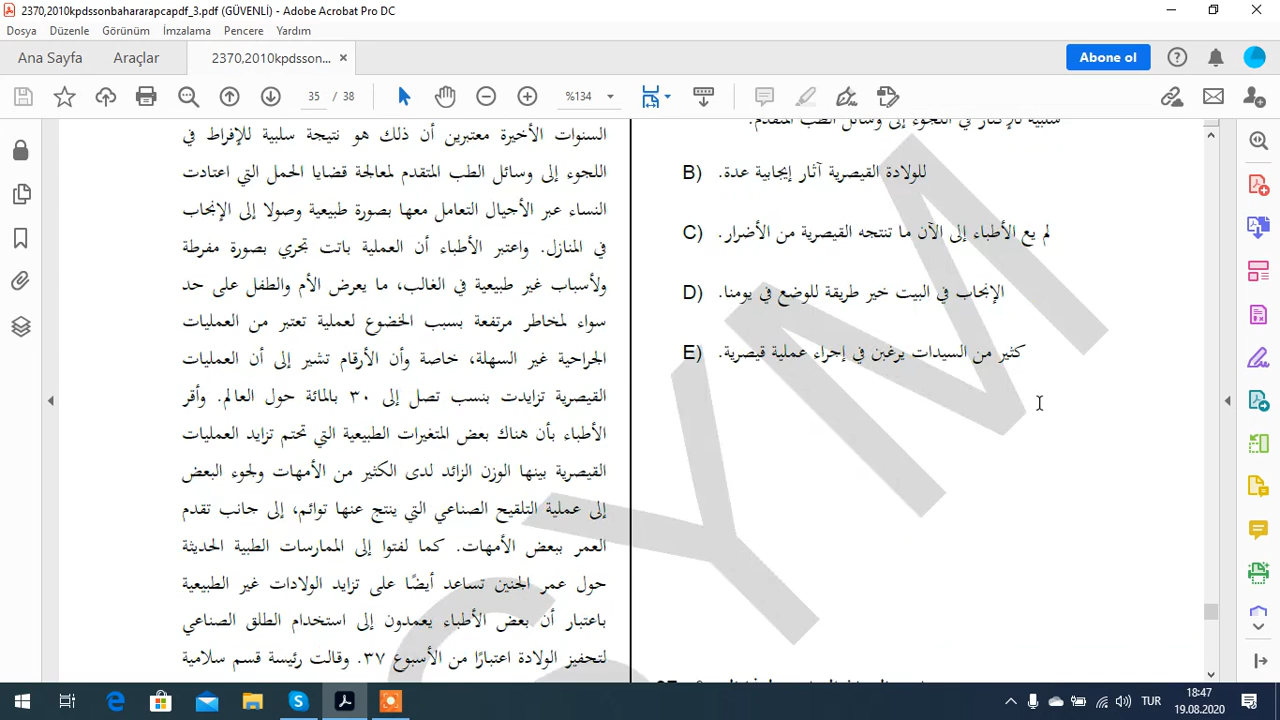 2370,2010kpdssonbahararapcapdf_3.pdf (GÜVENLİ) - Adobe Acrobat Pro DC
Dosya Düzenle Görünüm İmzalama Pencere Yardım
Ana Sayfa Araçlar 2370,2010kpdsson... × Abone ol
35 / 38 %134
السنوات الأخيرة معتبرين أن ذلك هو نتيجة سلبية للإفراط في
اللجوء إلى وسائل الطب المتقدم لمعالجة قضايا الحمل التي اعتادت
النساء عبر الأجيال التعامل معها بصورة طبيعية وصولا إلى الإنجاب
في المنازل. واعتبر الأطباء أن العملية باتت تجري بصورة مفرطة
ولأسباب غير طبيعية في الغالب، ما يعرض الأم والطفل على حد
سواء لمخاطر مرتفعة بسبب الخضوع لعملية تعتبر من العمليات
الجراحية غير السهلة، خاصة وأن الأرقام تشير إلى أن العمليات
القيصرية تزايدت بنسب تصل إلى ٣٠ بالمائة حول العالم. وأقر
الأطباء بأن هناك بعض المتغيرات الطبيعية التي تحتم تزايد العمليات
القيصرية بينها الوزن الزائد لدى الكثير من الأمهات ولجوء البعض
إلى عملية التلقيح الصناعي التي ينتج عنها توائم، إلى جانب تقدم
العمر ببعض الأمهات. كما لفتوا إلى الممارسات الطبية الحديثة
حول عمر الجنين تساعد أيضًا على تزايد الولادات غير الطبيعية
باعتبار أن بعض الأطباء يعمدون إلى استخدام الطلق الصناعي
لتحفيز الولادة اعتبارًا من الأسبوع ٣٧. وقالت رئيسة قسم سلامية
سلبية للإكثار في اللجوء إلى وسائل الطب المتقدم.
B) للولادة القيصرية آثار إيجابية عدة.
C) لم يع الأطباء إلى الآن ما تنتجه القيصرية من الأضرار.
D) الإنجاب في البيت خير طريقة للوضع في يومنا.
E) كثير من السيدات يرغبن في إجراء عملية قيصرية.
TUR
18:47
19.08.2020